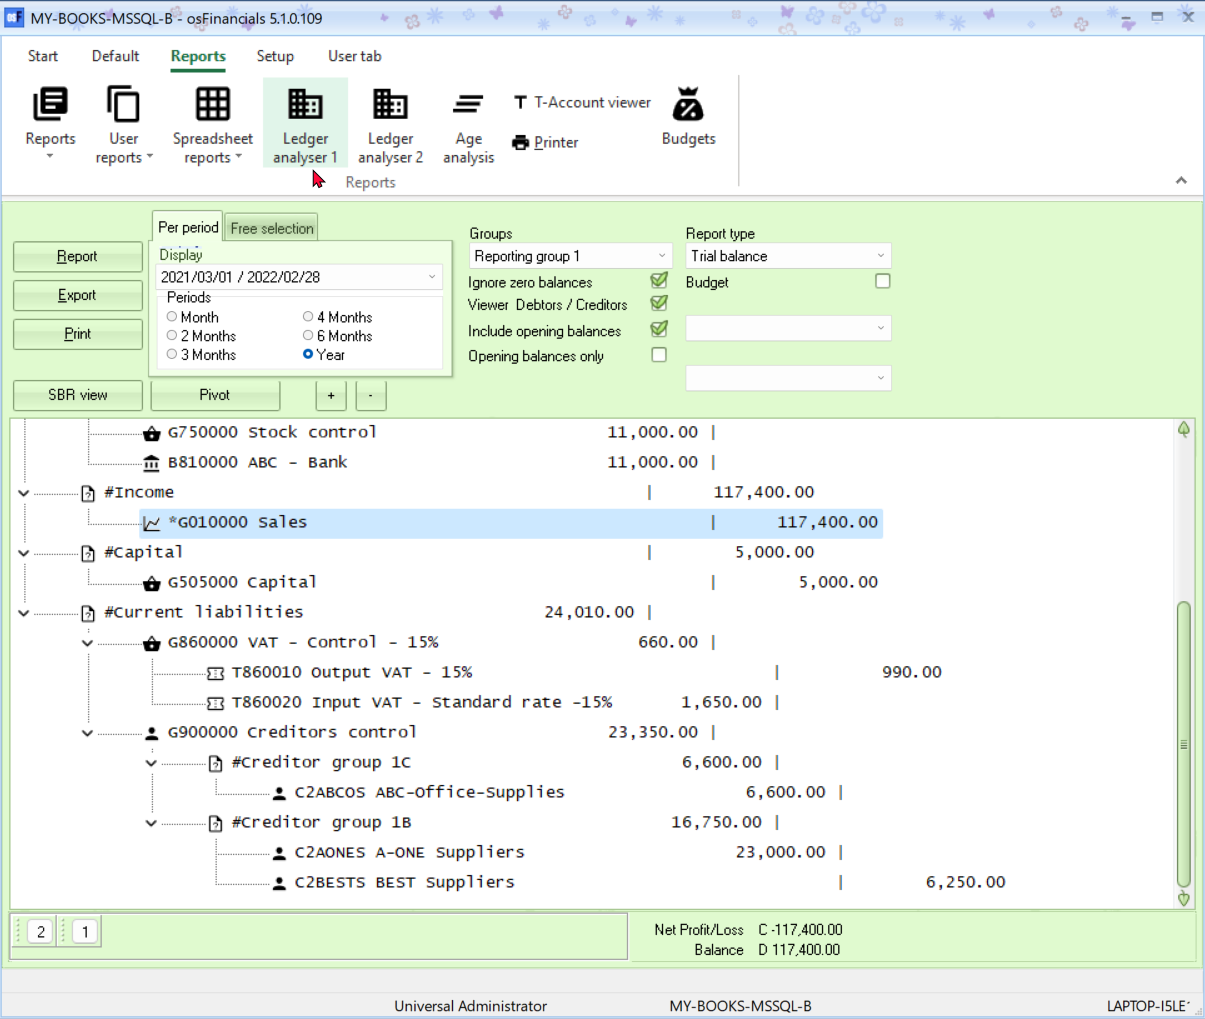 MY-BOOKS-MSSQL-B - osFinancials 5.1.0.109
Start Default Reports Setup User tab
Reports
User reports
Spreadsheet reports
Ledger analyser 1
Ledger analyser 2
Age analysis
T-Account viewer
Printer
Budgets
Reports
Report
Export
Print
SBR view
Pivot
+
-
Per period
Free selection
Display
2021/03/01 / 2022/02/28
Periods
Month
2 Months
3 Months
4 Months
6 Months
Year
Groups
Reporting group 1
Ignore zero balances
Viewer Debtors / Creditors
Include opening balances
Opening balances only
Report type
Trial balance
Budget
G750000 Stock control 11,000.00 |
B810000 ABC - Bank 11,000.00 |
#Income | 117,400.00
*G010000 Sales | 117,400.00
#Capital | 5,000.00
G505000 Capital | 5,000.00
#Current liabilities 24,010.00 |
G860000 VAT - Control - 15% 660.00 |
T860010 Output VAT - 15% | 990.00
T860020 Input VAT - Standard rate -15% 1,650.00 |
G900000 Creditors control 23,350.00 |
#Creditor group 1C 6,600.00 |
C2ABCOS ABC-Office-Supplies 6,600.00 |
#Creditor group 1B 16,750.00 |
C2AONES A-ONE Suppliers 23,000.00 |
C2BESTS BEST Suppliers | 6,250.00
2
1
Net Profit/Loss C -117,400.00
Balance D 117,400.00
Universal Administrator MY-BOOKS-MSSQL-B LAPTOP-I5LE